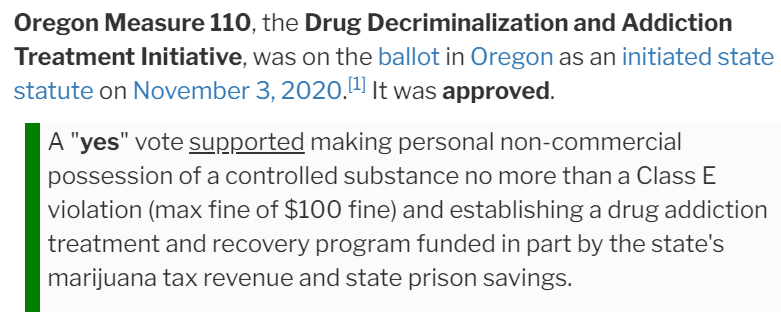 Oregon Measure 110, the Drug Decriminalization and Addiction
Treatment Initiative, was on the ballot in Oregon as an initiated state
statute on November 3, 2020.[1] It was approved.
A "yes" vote supported making personal non-commercial
possession of a controlled substance no more than a Class E
violation (max fine of $100 fine) and establishing a drug addiction
treatment and recovery program funded in part by the state's
marijuana tax revenue and state prison savings.